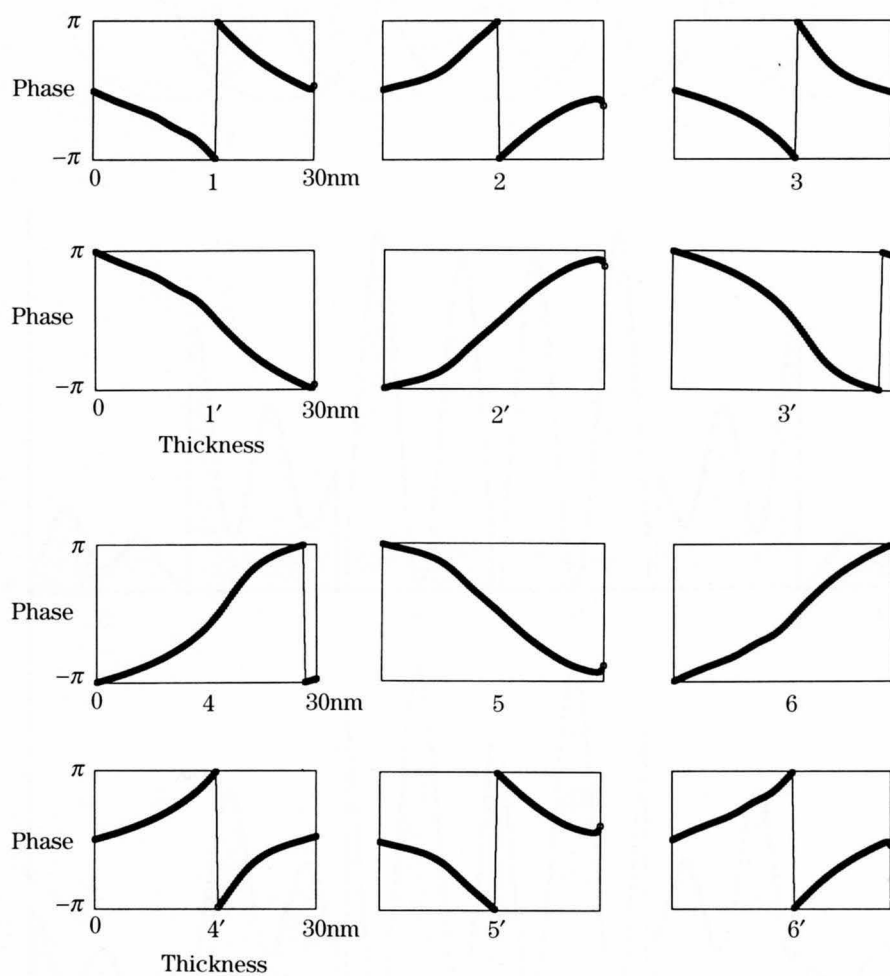 π
Phase
−π
0 1 30nm 2 3
π
Phase
−π
0 1′ 30nm 2′ 3′
Thickness
π
Phase
−π
0 4 30nm 5 6
π
Phase
−π
0 4′ 30nm 5′ 6′
Thickness